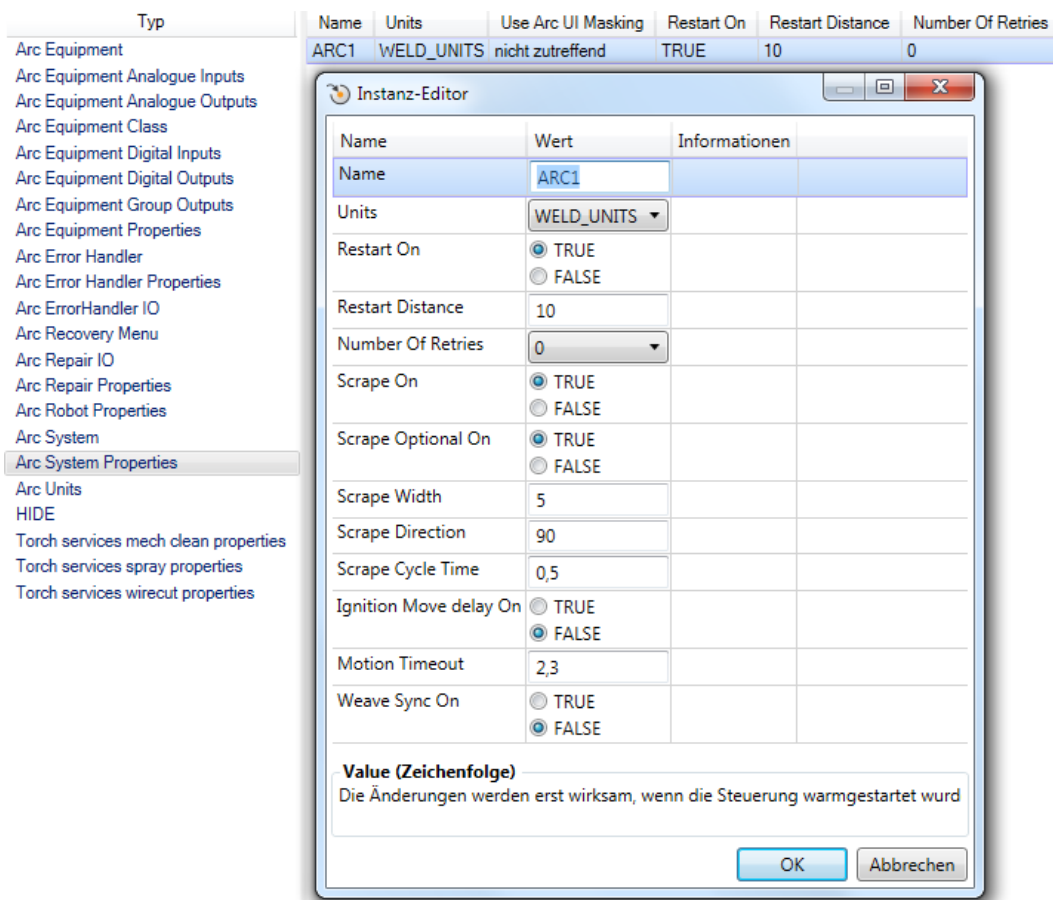 Typ
Arc Equipment
Arc Equipment Analogue Inputs
Arc Equipment Analogue Outputs
Arc Equipment Class
Arc Equipment Digital Inputs
Arc Equipment Digital Outputs
Arc Equipment Group Outputs
Arc Equipment Properties
Arc Error Handler
Arc Error Handler Properties
Arc ErrorHandler IO
Arc Recovery Menu
Arc Repair IO
Arc Repair Properties
Arc Robot Properties
Arc System
Arc System Properties
Arc Units
HIDE
Torch services mech clean properties
Torch services spray properties
Torch services wirecut properties
Name Units Use Arc UI Masking Restart On Restart Distance Number Of Retries
ARC1 WELD_UNITS nicht zutreffend TRUE 10 0
Instanz-Editor
Name Wert Informationen
Name ARC1
Units WELD_UNITS
Restart On TRUE
FALSE
Restart Distance 10
Number Of Retries 0
Scrape On TRUE
FALSE
Scrape Optional On TRUE
FALSE
Scrape Width 5
Scrape Direction 90
Scrape Cycle Time 0,5
Ignition Move delay On TRUE
FALSE
Motion Timeout 2,3
Weave Sync On TRUE
FALSE
Value (Zeichenfolge)
Die Änderungen werden erst wirksam, wenn die Steuerung warmgestartet wurd
OK Abbrechen